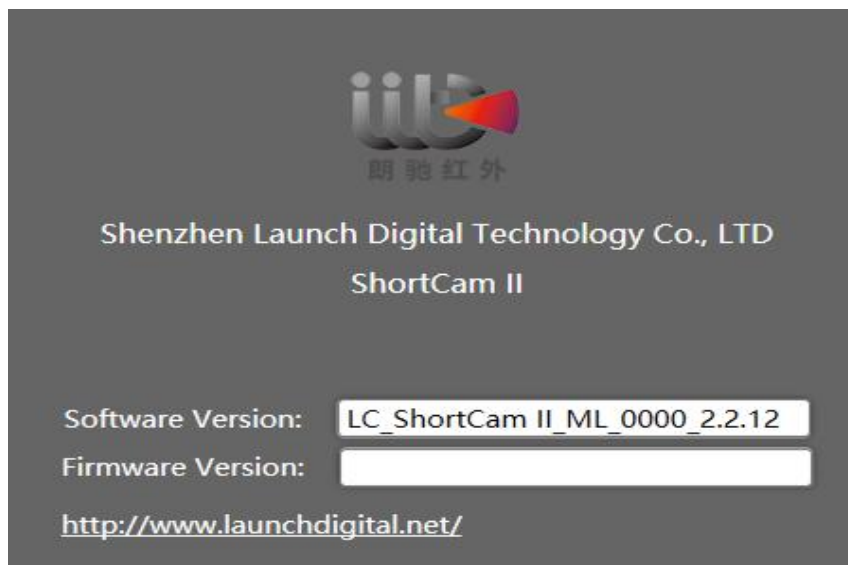 朗驰红外
Shenzhen Launch Digital Technology Co., LTD
ShortCam II
Software Version: LC_ShortCam II_ML_0000_2.2.12
Firmware Version:
http://www.launchdigital.net/